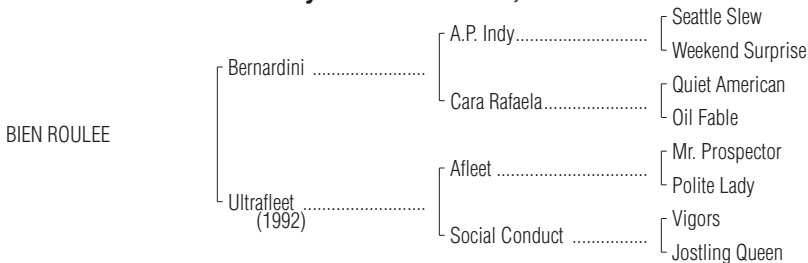 Seattle Slew
A.P. Indy..............................
Weekend Surprise
Bernardini .........................
Quiet American
Cara Rafaela........................
Oil Fable
BIEN ROULEE
Mr. Prospector
Afleet ..................................
Polite Lady
Ultrafleet ...........................
(1992)
Vigors
Social Conduct ................
Jostling Queen